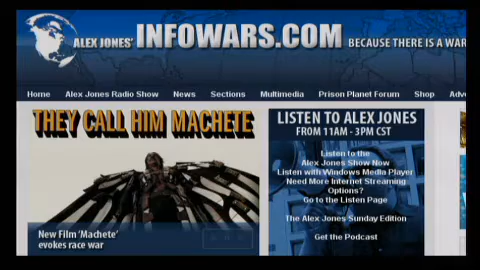 ALEX JONES' INFOWARS.COM BECAUSE THERE IS A WAR
Home Alex Jones Radio Show News Sections Multimedia Prison Planet Forum Shop Adve
THEY CALL HIM MACHETE
New Film 'Machete'
evokes race war
LISTEN TO ALEX JONES
FROM 11AM - 3PM CST
Listen to the
Alex Jones Show Now
Listen with Windows Media Player
Need More Internet Streaming
Options?
Go to the Listen Page
The Alex Jones Sunday Edition
Get the Podcast